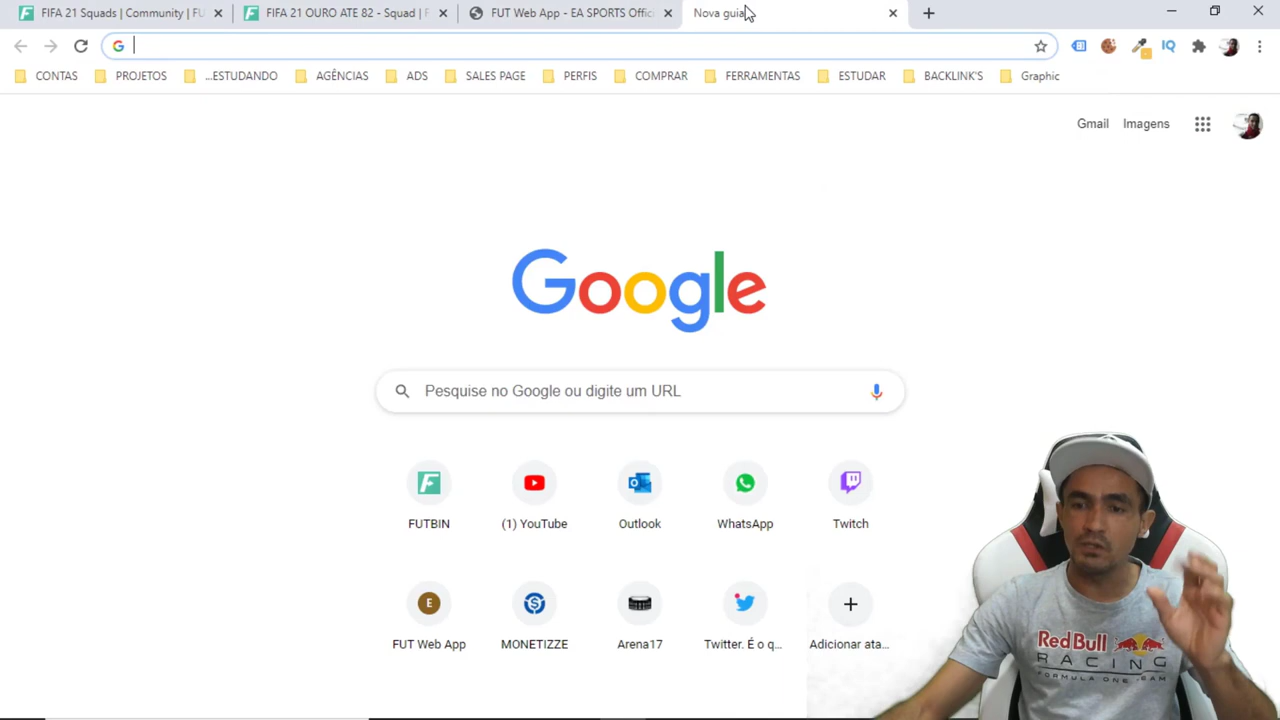 FIFA 21 Squads | Community | FU
FIFA 21 OURO ATE 82 - Squad | F
FUT Web App - EA SPORTS Offic
Nova guia
CONTAS
PROJETOS
...ESTUDANDO
AGÊNCIAS
ADS
SALES PAGE
PERFIS
COMPRAR
FERRAMENTAS
ESTUDAR
BACKLINK'S
Graphic
Gmail
Imagens
Google
Pesquise no Google ou digite um URL
FUTBIN
(1) YouTube
Outlook
WhatsApp
Twitch
E
FUT Web App
MONETIZZE
Arena17
Twitter. É o q...
Adicionar ata...
Red Bull
RACING
FORMULA ONE TEAM